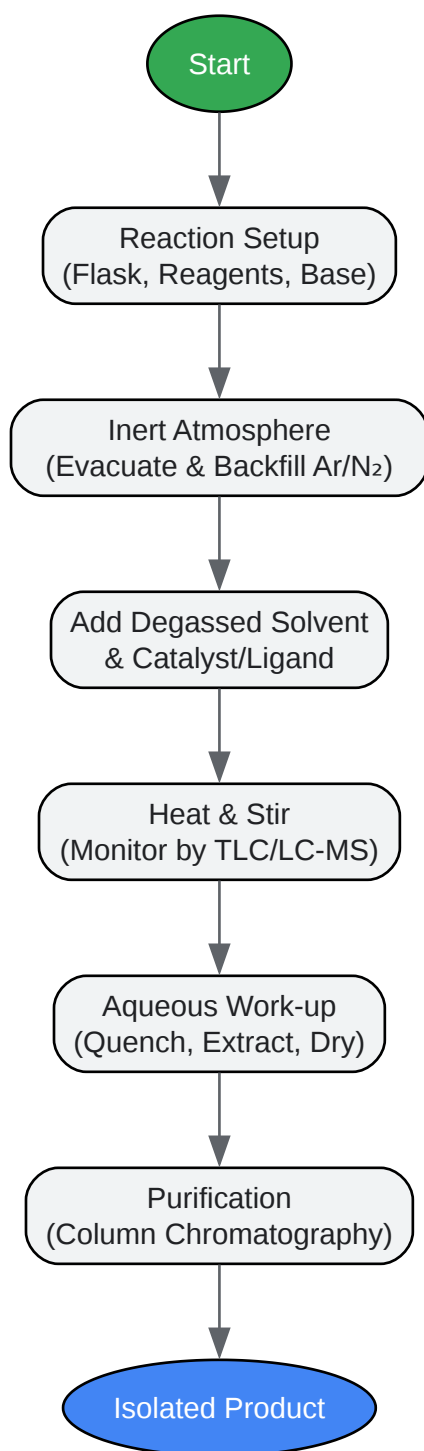 Start
Reaction Setup
(Flask, Reagents, Base)
Inert Atmosphere
(Evacuate & Backfill Ar/N₂)
Add Degassed Solvent
& Catalyst/Ligand
Heat & Stir
(Monitor by TLC/LC-MS)
Aqueous Work-up
(Quench, Extract, Dry)
Purification
(Column Chromatography)
Isolated Product